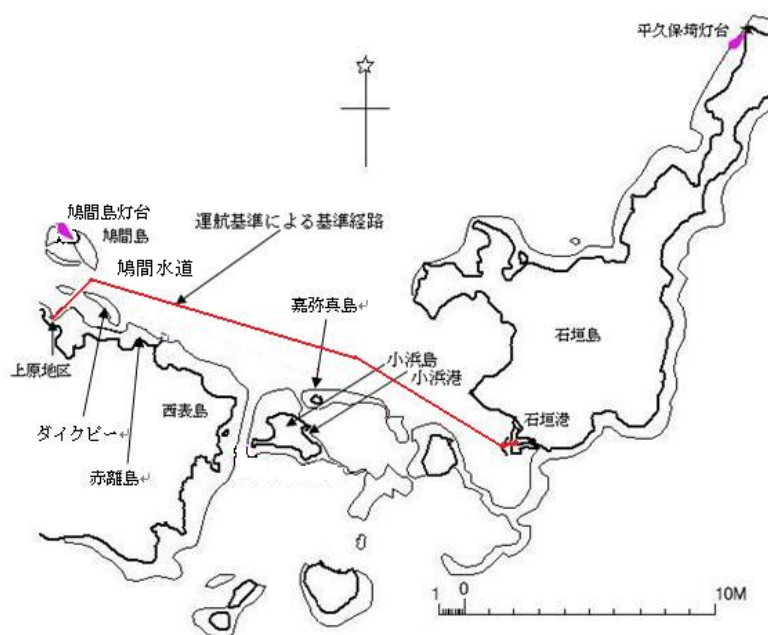 平久保埼灯台
鳩間島灯台
鳩間島
運航基準による基準経路
鳩間水道
嘉弥真島↵
小浜島
小浜港
石垣島
上原地区
西表島
石垣港
ダイクビー↵
赤離島↵
1 0 10M